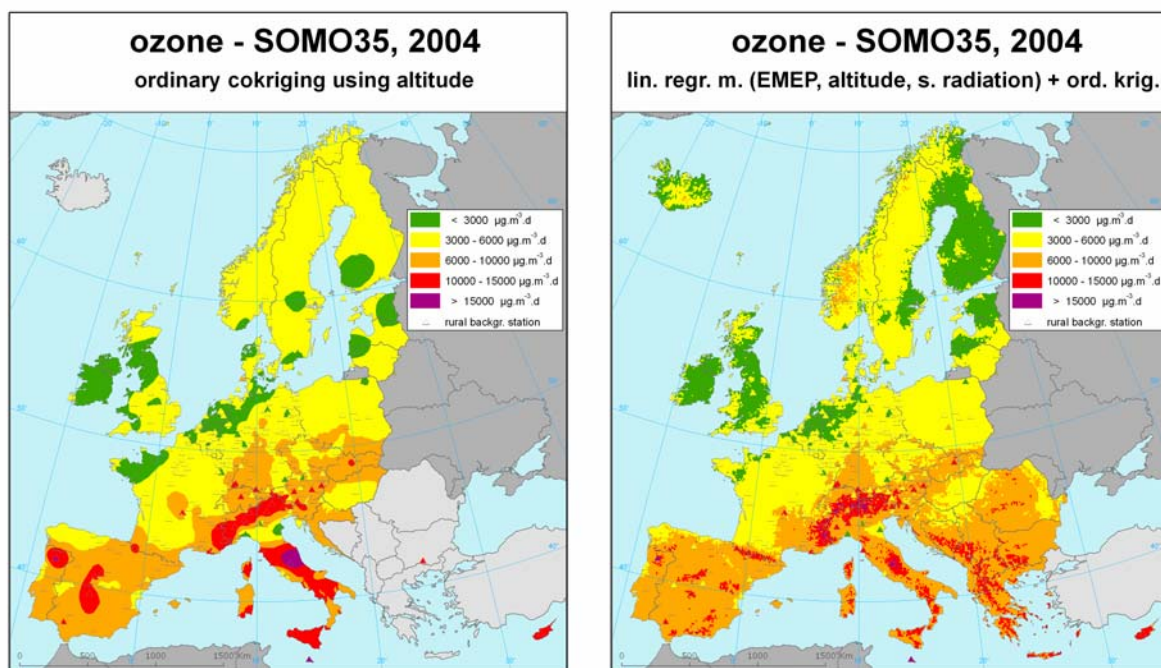 ozone - SOMO35, 2004
ordinary cokriging using altitude
< 3000 µg.m⁻³.d
3000 - 6000 µg.m⁻³.d
6000 - 10000 µg.m⁻³.d
10000 - 15000 µg.m⁻³.d
> 15000 µg.m⁻³.d
rural backgr. station
0 500 1000 1500 Km
ozone - SOMO35, 2004
lin. regr. m. (EMEP, altitude, s. radiation) + ord. krig.
< 3000 µg.m⁻³.d
3000 - 6000 µg.m⁻³.d
6000 - 10000 µg.m⁻³.d
10000 - 15000 µg.m⁻³.d
> 15000 µg.m⁻³.d
rural backgr. station
0 500 1000 1500 Km